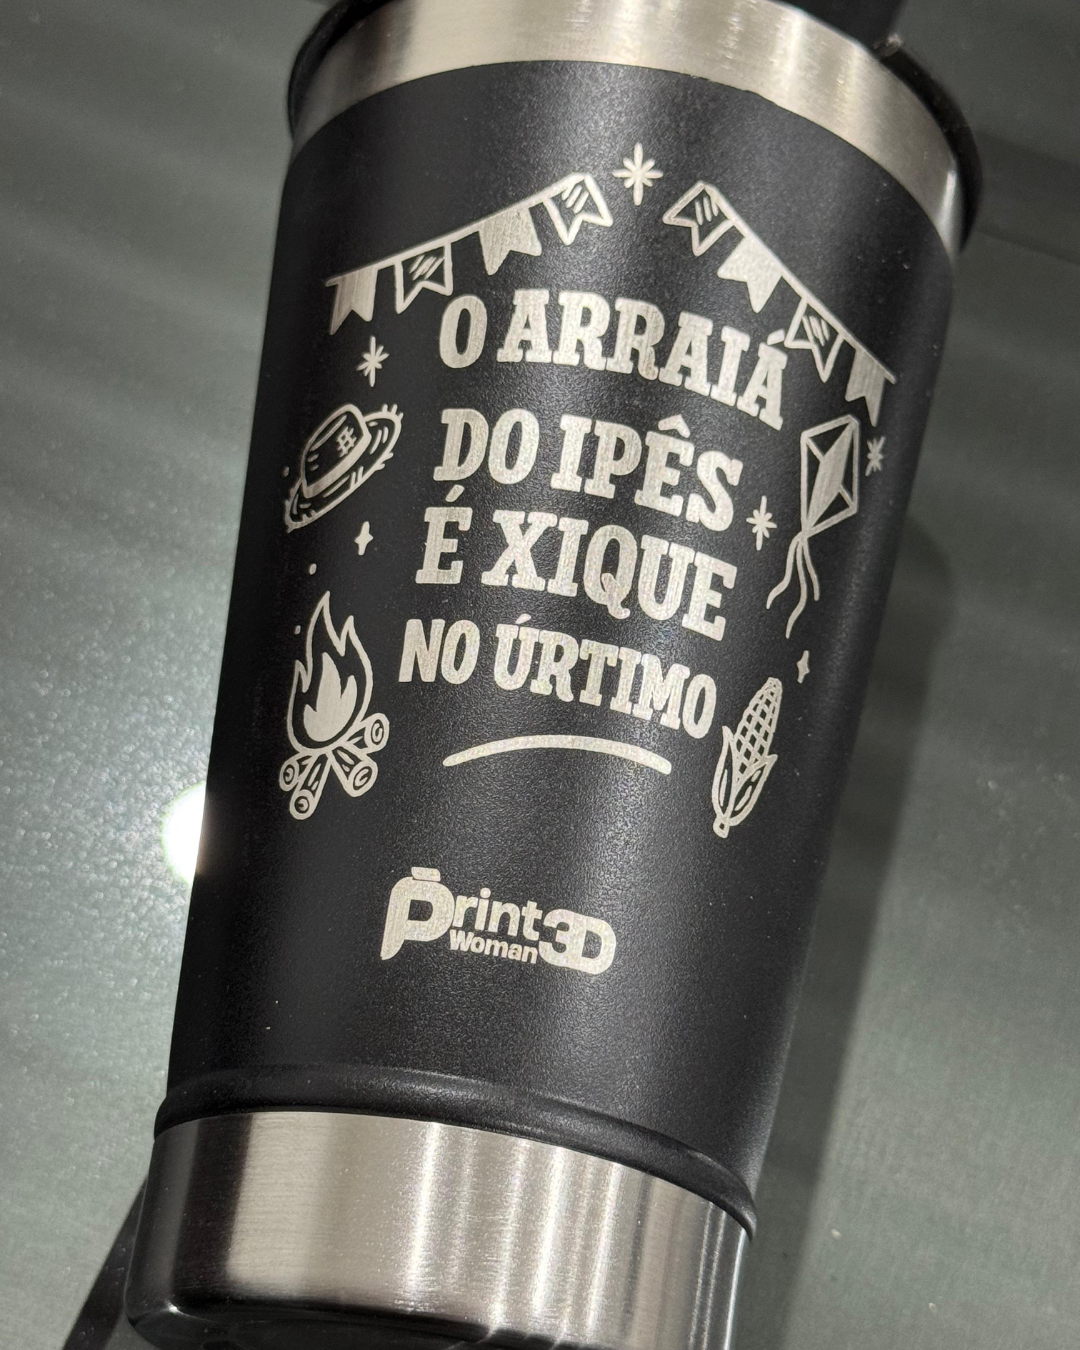 O ARRAIÁ
DO IPÊS
É XIQUE
NO ÚRTIMO
Print
Woman 3D